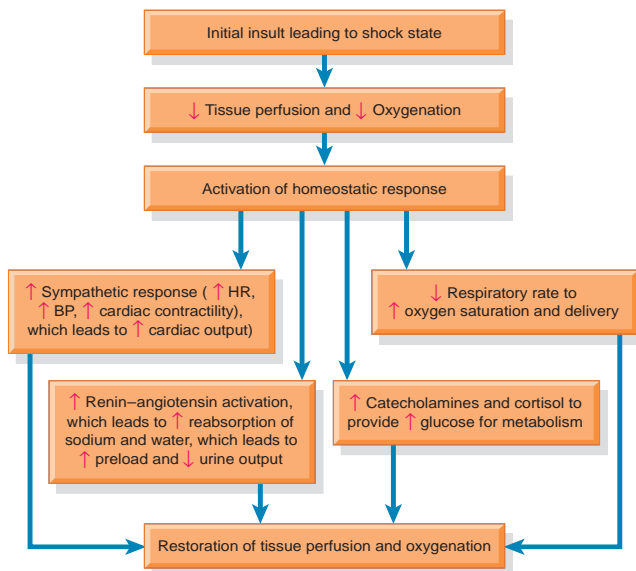 Initial insult leading to shock state
↓ Tissue perfusion and ↓ Oxygenation
Activation of homeostatic response
↑ Sympathetic response ( ↑ HR,
↑ BP, ↑ cardiac contractility),
which leads to ↑ cardiac output)
↓ Respiratory rate to
↑ oxygen saturation and delivery
↑ Renin–angiotensin activation,
which leads to ↑ reabsorption of
sodium and water, which leads to
↑ preload and ↓ urine output
↑ Catecholamines and cortisol to
provide ↑ glucose for metabolism
Restoration of tissue perfusion and oxygenation